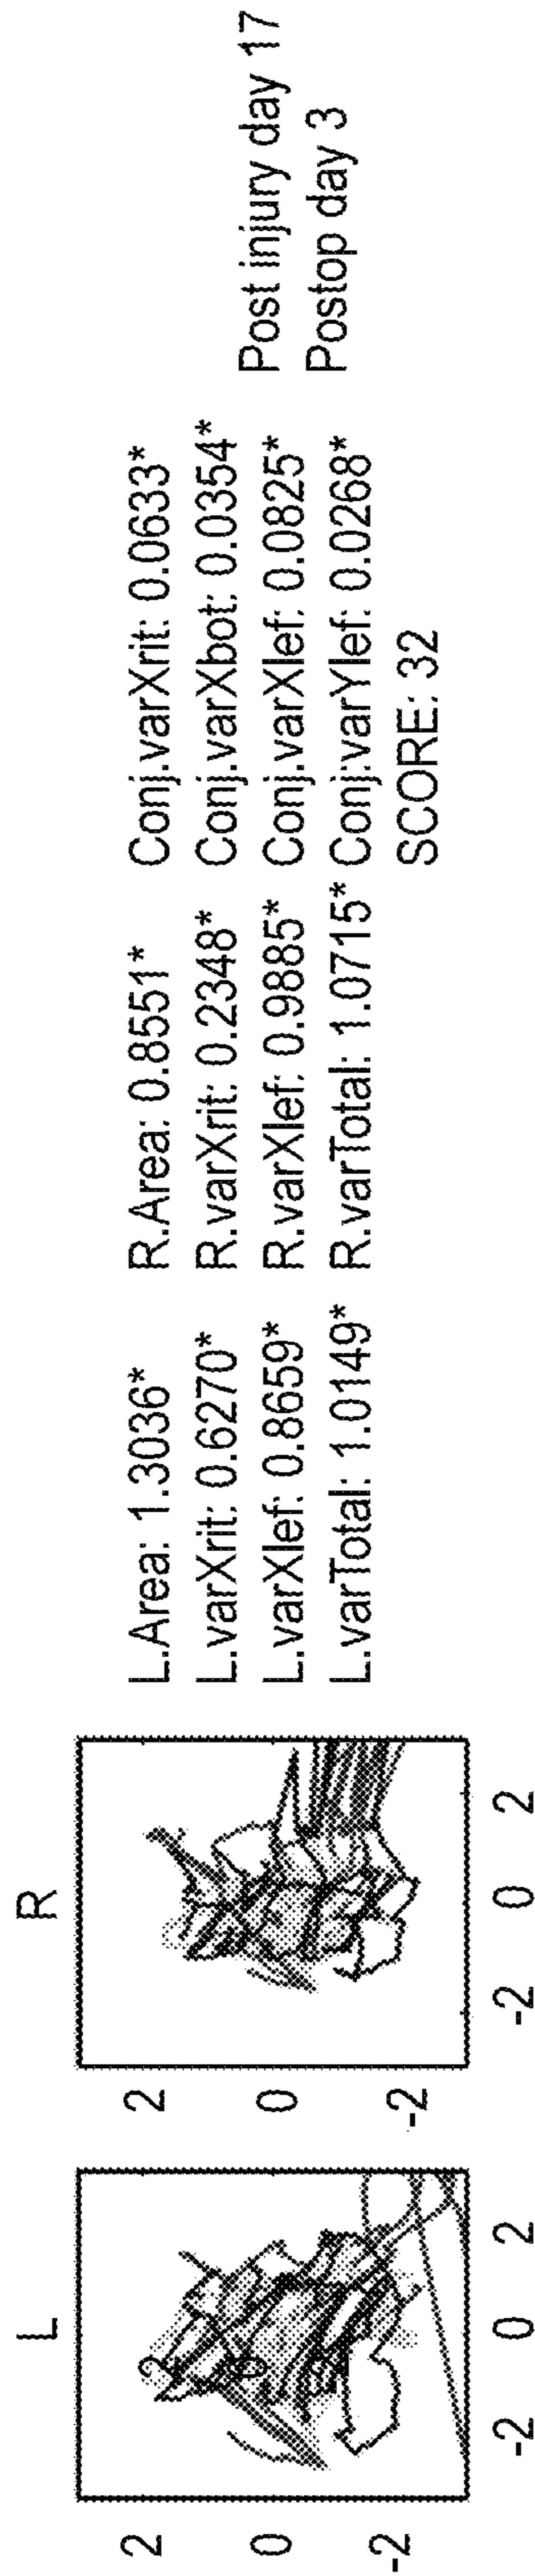 L
R
2
0
-2
-2
0
2
2
0
-2
-2
0
2
L.Area: 1.3036*
L.varXrit: 0.6270*
L.varXlef: 0.8659*
L.varTotal: 1.0149*
R.Area: 0.8551*
R.varXrit: 0.2348*
R.varXlef: 0.9885*
R.varTotal: 1.0715*
Conj.varXrit: 0.0633*
Conj.varXbot: 0.0354*
Conj.varXlef: 0.0825*
Conj:varYlef: 0.0268*
SCORE: 32
Post injury day 17
Postop day 3